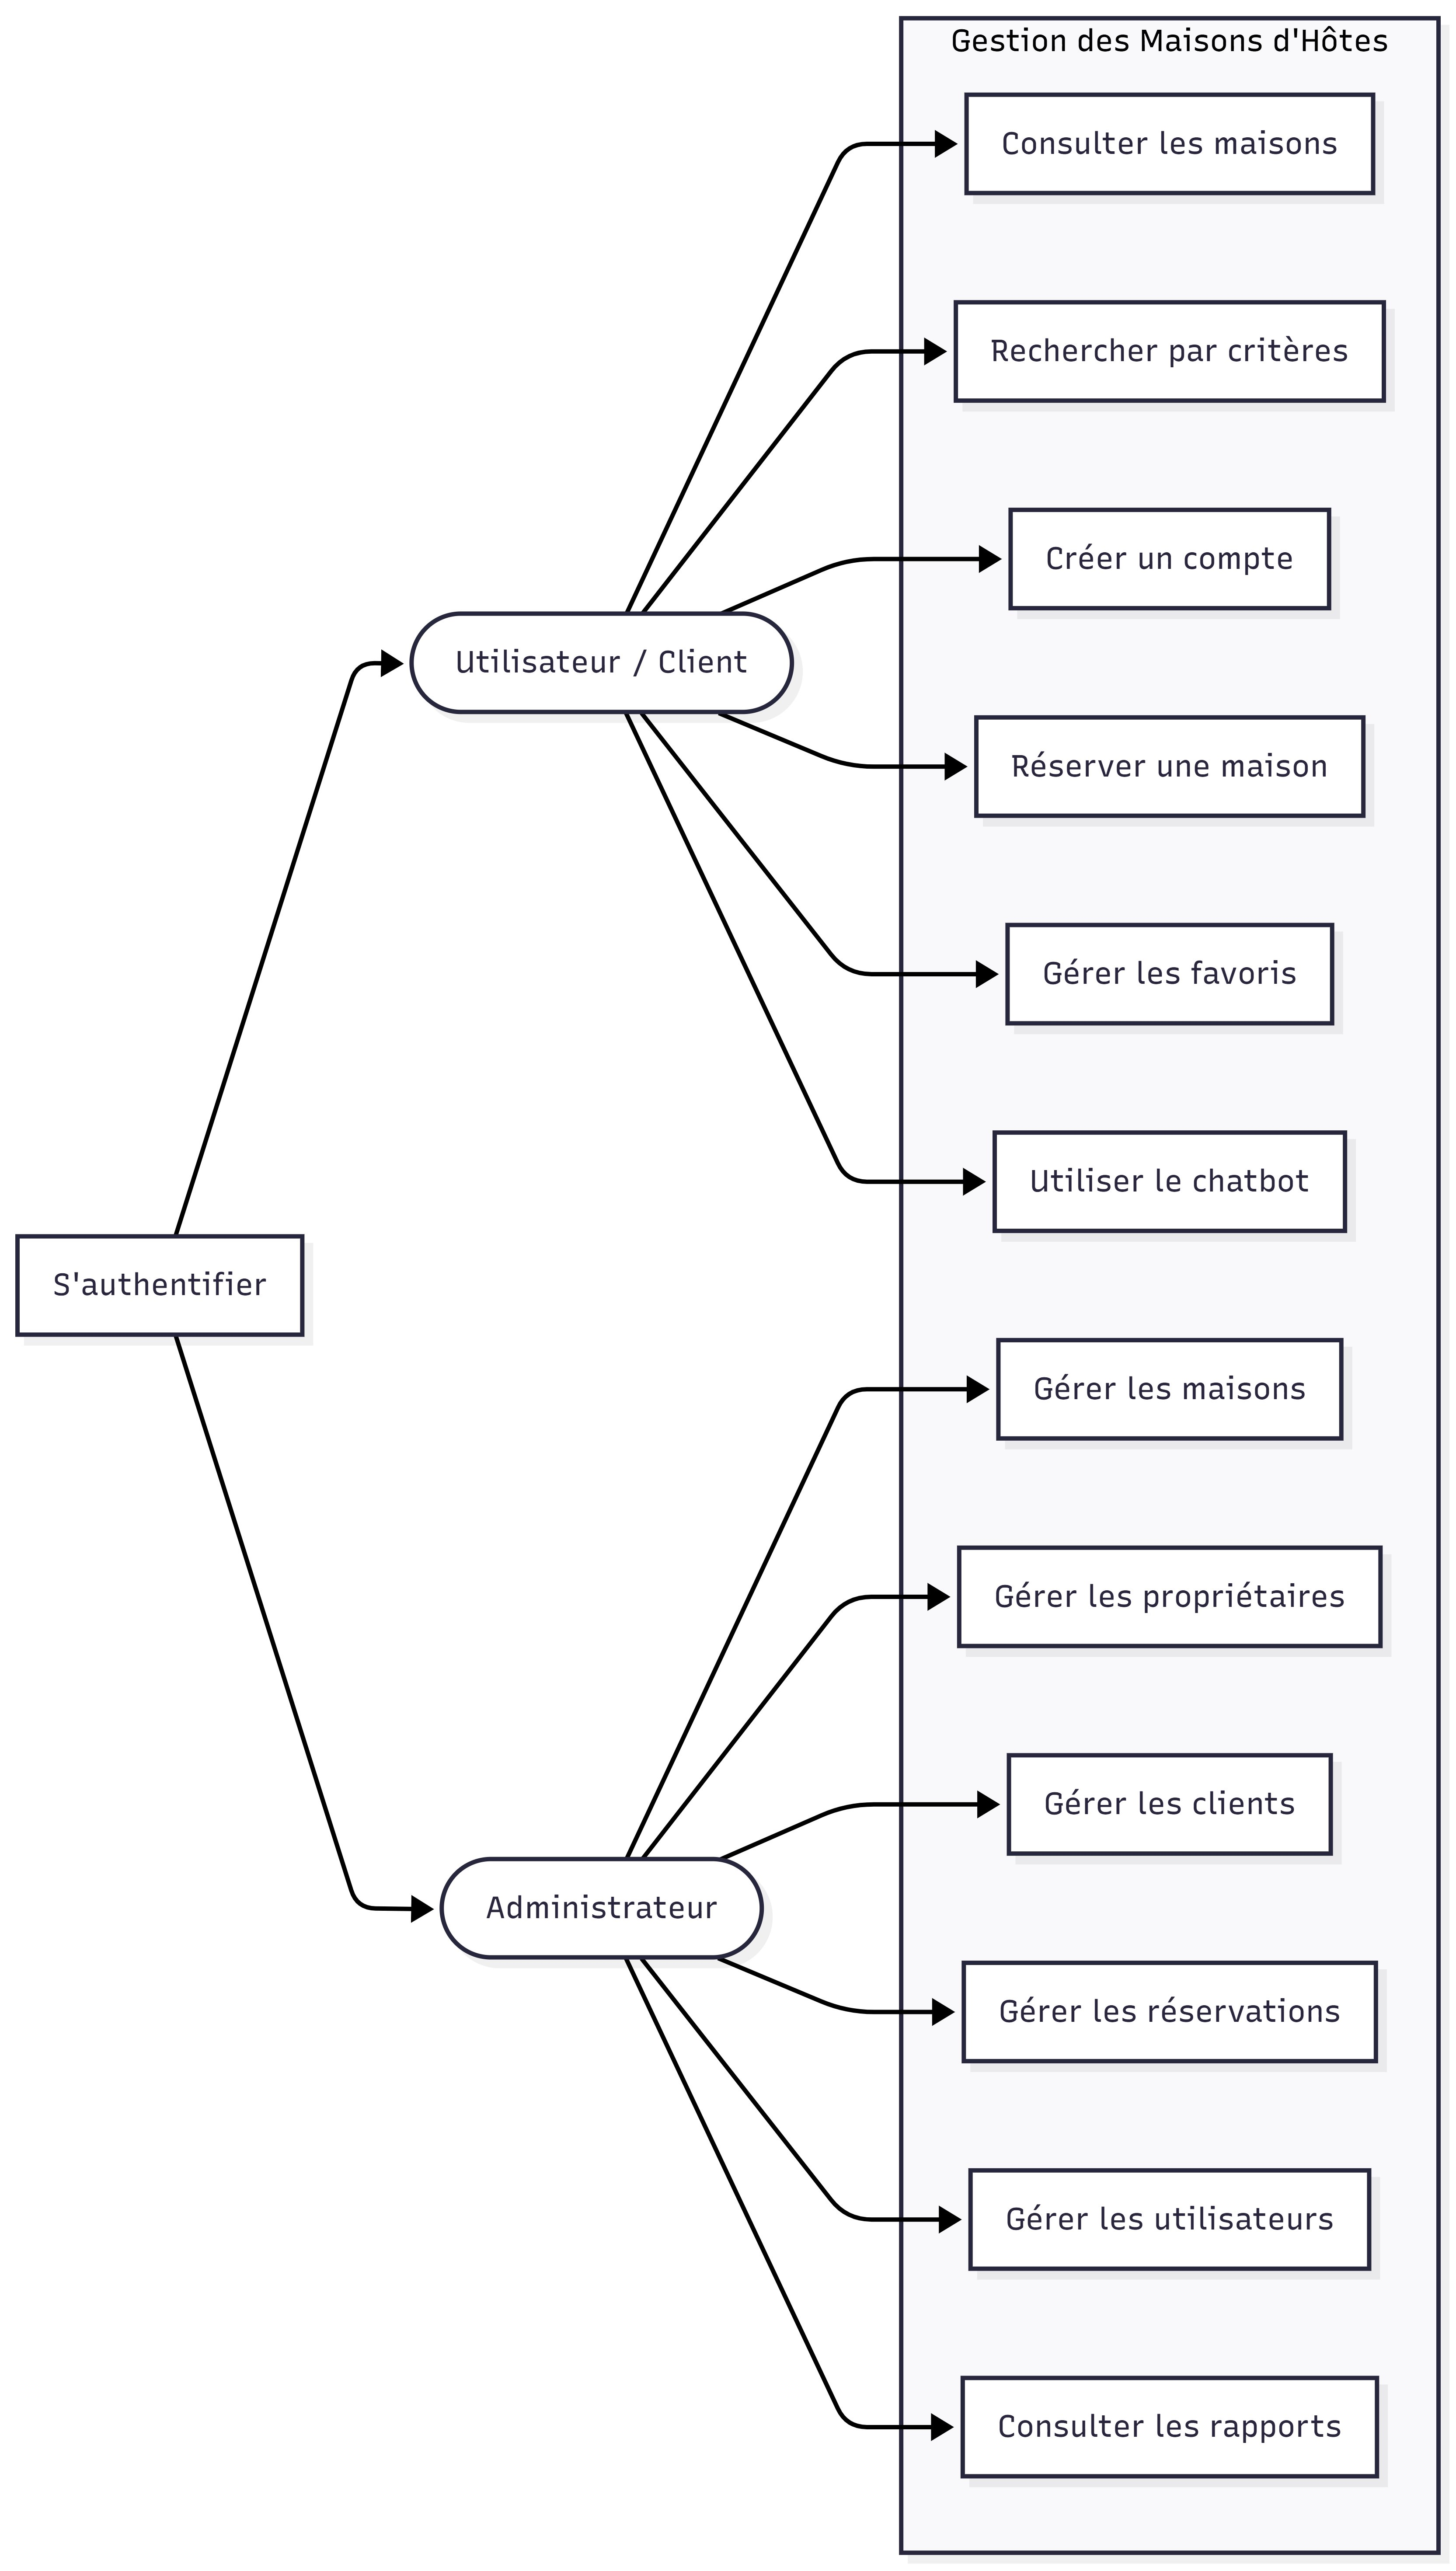 Gestion des Maisons d'Hôtes
Consulter les maisons
Rechercher par critères
Créer un compte
Utilisateur / Client
Réserver une maison
Gérer les favoris
Utiliser le chatbot
S'authentifier
Gérer les maisons
Gérer les propriétaires
Gérer les clients
Administrateur
Gérer les réservations
Gérer les utilisateurs
Consulter les rapports